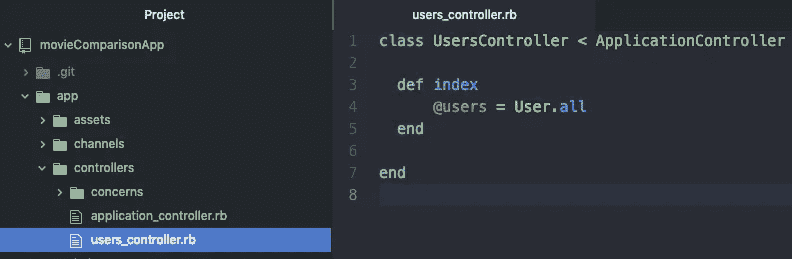 Project
movieComparisonApp
.git
app
assets
channels
controllers
concerns
application_controller.rb
users_controller.rb
users_controller.rb
1 class UsersController < ApplicationController
2
3   def index
4       @users = User.all
5   end
6
7 end
8